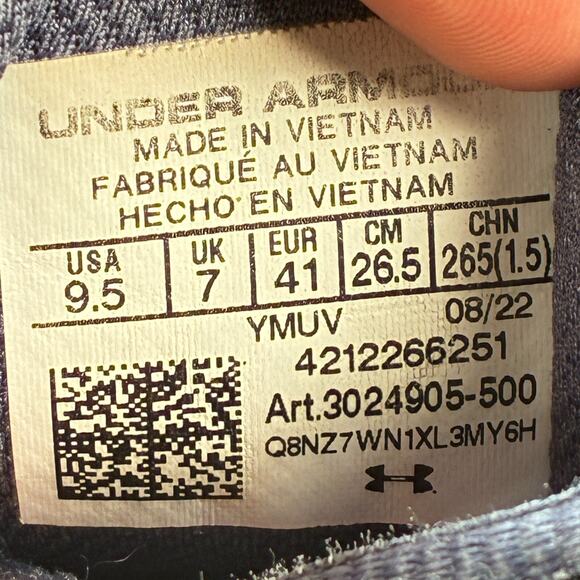 UNDER ARMOUR
MADE IN VIETNAM
FABRIQUÉ AU VIETNAM
HECHO EN VIETNAM
USA UK EUR CM CHN
9.5 7 41 26.5 265(1.5)
YMUV 08/22
4212266251
Art.3024905-500
Q8NZ7WN1XL3MY6H